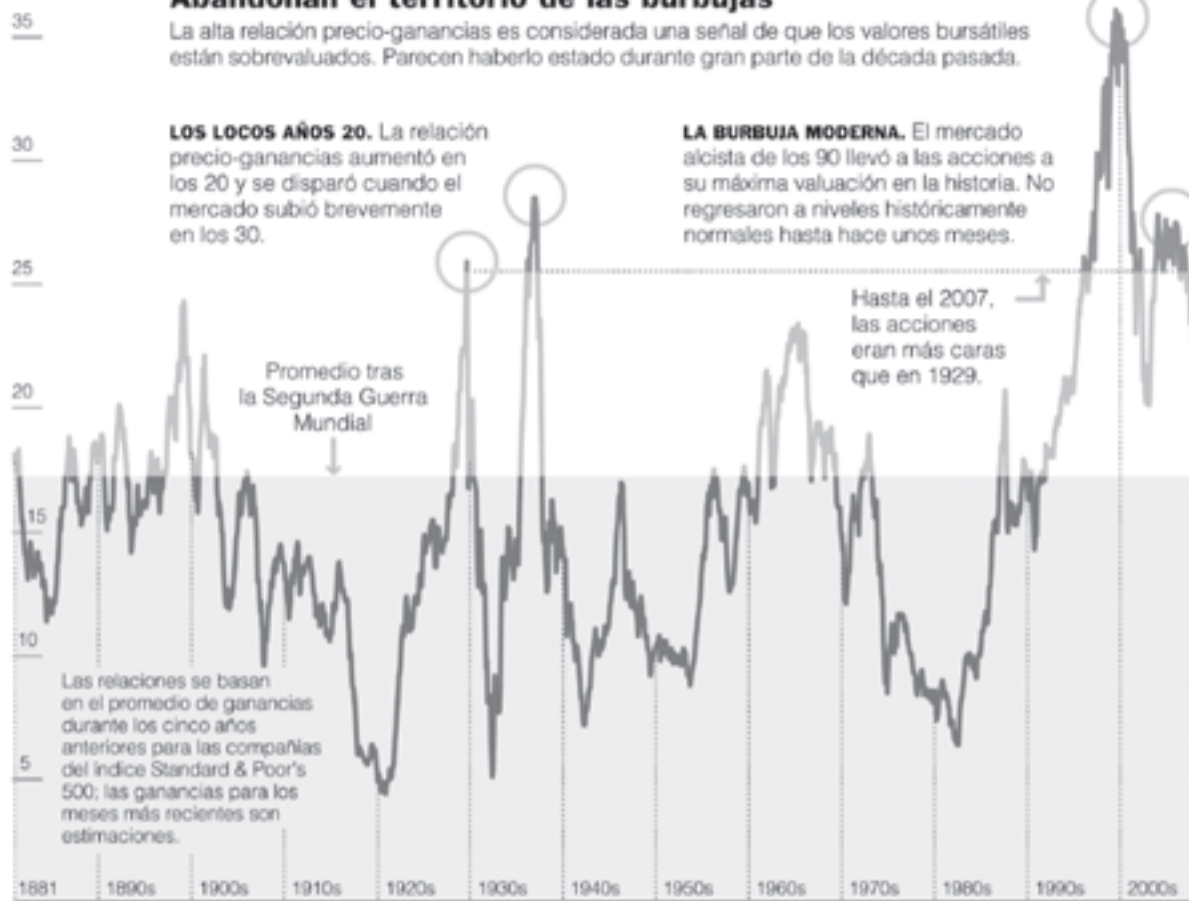 Abandonan el territorio de las burbujas
La alta relación precio-ganancias es considerada una señal de que los valores bursátiles
están sobrevaluados. Parecen haberlo estado durante gran parte de la década pasada.
LOS LOCOS AÑOS 20. La relación
precio-ganancias aumentó en
los 20 y se disparó cuando el
mercado subió brevemente
en los 30.
LA BURBUJA MODERNA. El mercado
alcista de los 90 llevó a las acciones a
su máxima valuación en la historia. No
regresaron a niveles históricamente
normales hasta hace unos meses.
Hasta el 2007,
las acciones
eran más caras
que en 1929.
Promedio tras
la Segunda Guerra
Mundial
35
30
25
20
15
10
5
Las relaciones se basan
en el promedio de ganancias
durante los cinco años
anteriores para las compañías
del índice Standard & Poor's
500; las ganancias para los
meses más recientes son
estimaciones.
1881 1890s 1900s 1910s 1920s 1930s 1940s 1950s 1960s 1970s 1980s 1990s 2000s